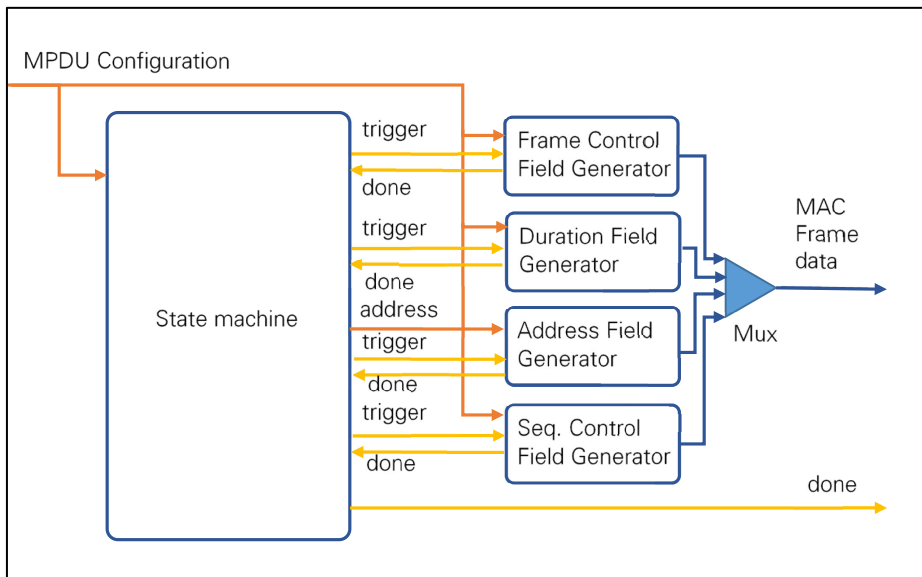 MPDU Configuration
trigger
done
Frame Control
Field Generator
trigger
done
Duration Field
Generator
address
trigger
done
Address Field
Generator
trigger
done
Seq. Control
Field Generator
State machine
MAC
Frame
data
Mux
done